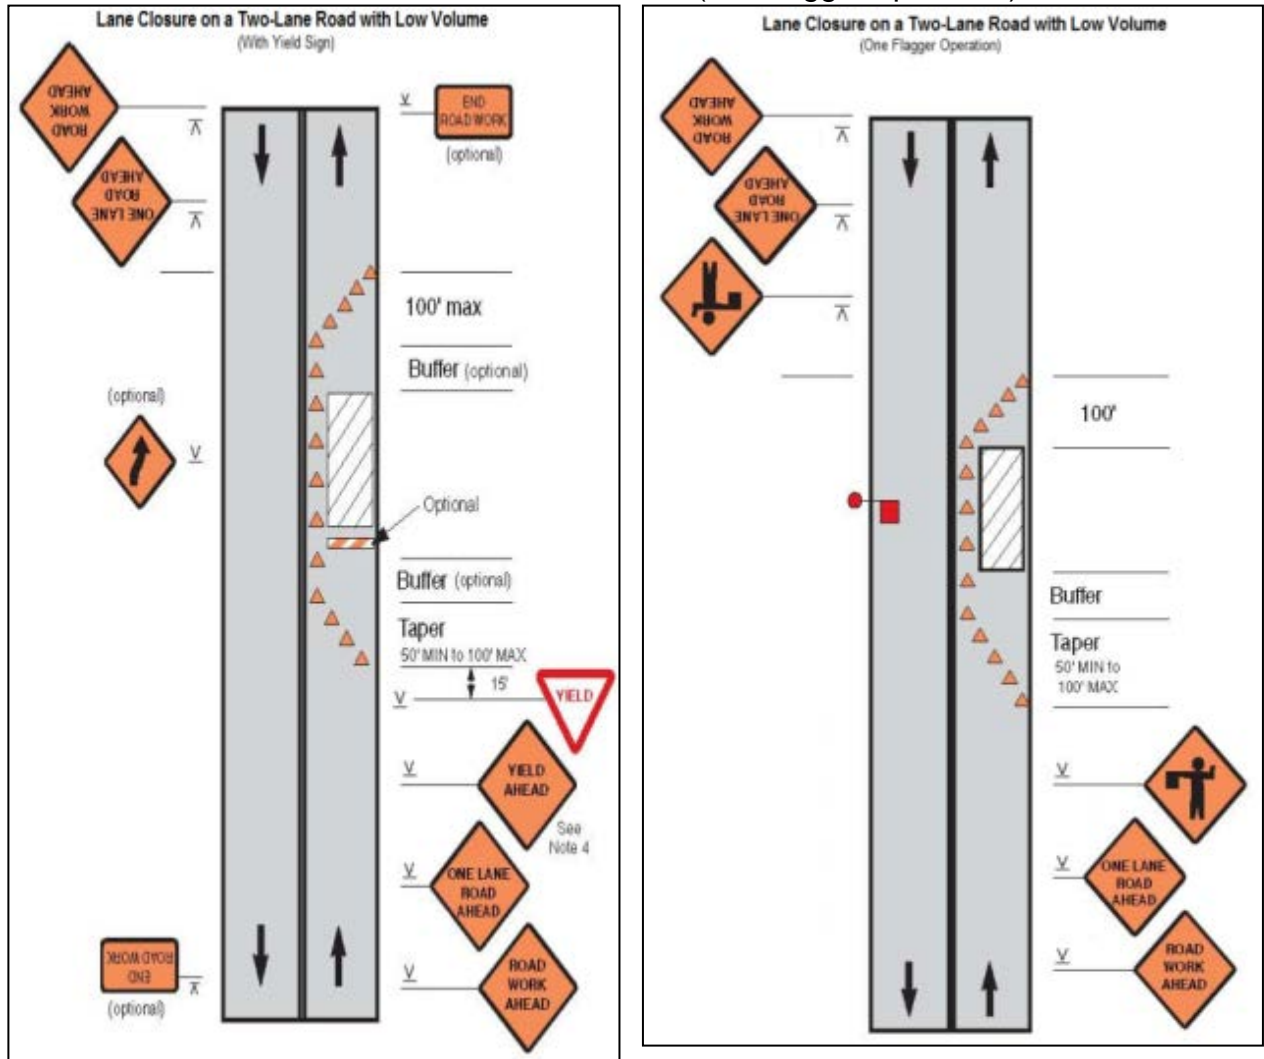 Lane Closure on a Two-Lane Road with Low Volume
(With Yield Sign)
ROAD
WORK
AHEAD
ONE LANE
ROAD
AHEAD
END
ROAD WORK
(optional)
100' max
Buffer (optional)
(optional)
Optional
Buffer (optional)
Taper
50' MIN to 100' MAX
15'
YIELD
YIELD
AHEAD
See
Note 4
ONE LANE
ROAD
AHEAD
ROAD
WORK
AHEAD
END
ROAD WORK
(optional)
Lane Closure on a Two-Lane Road with Low Volume
(One Flagger Operation)
ROAD
WORK
AHEAD
ONE LANE
ROAD
AHEAD
100'
Buffer
Taper
50' MIN to
100' MAX
ONE LANE
ROAD
AHEAD
ROAD
WORK
AHEAD